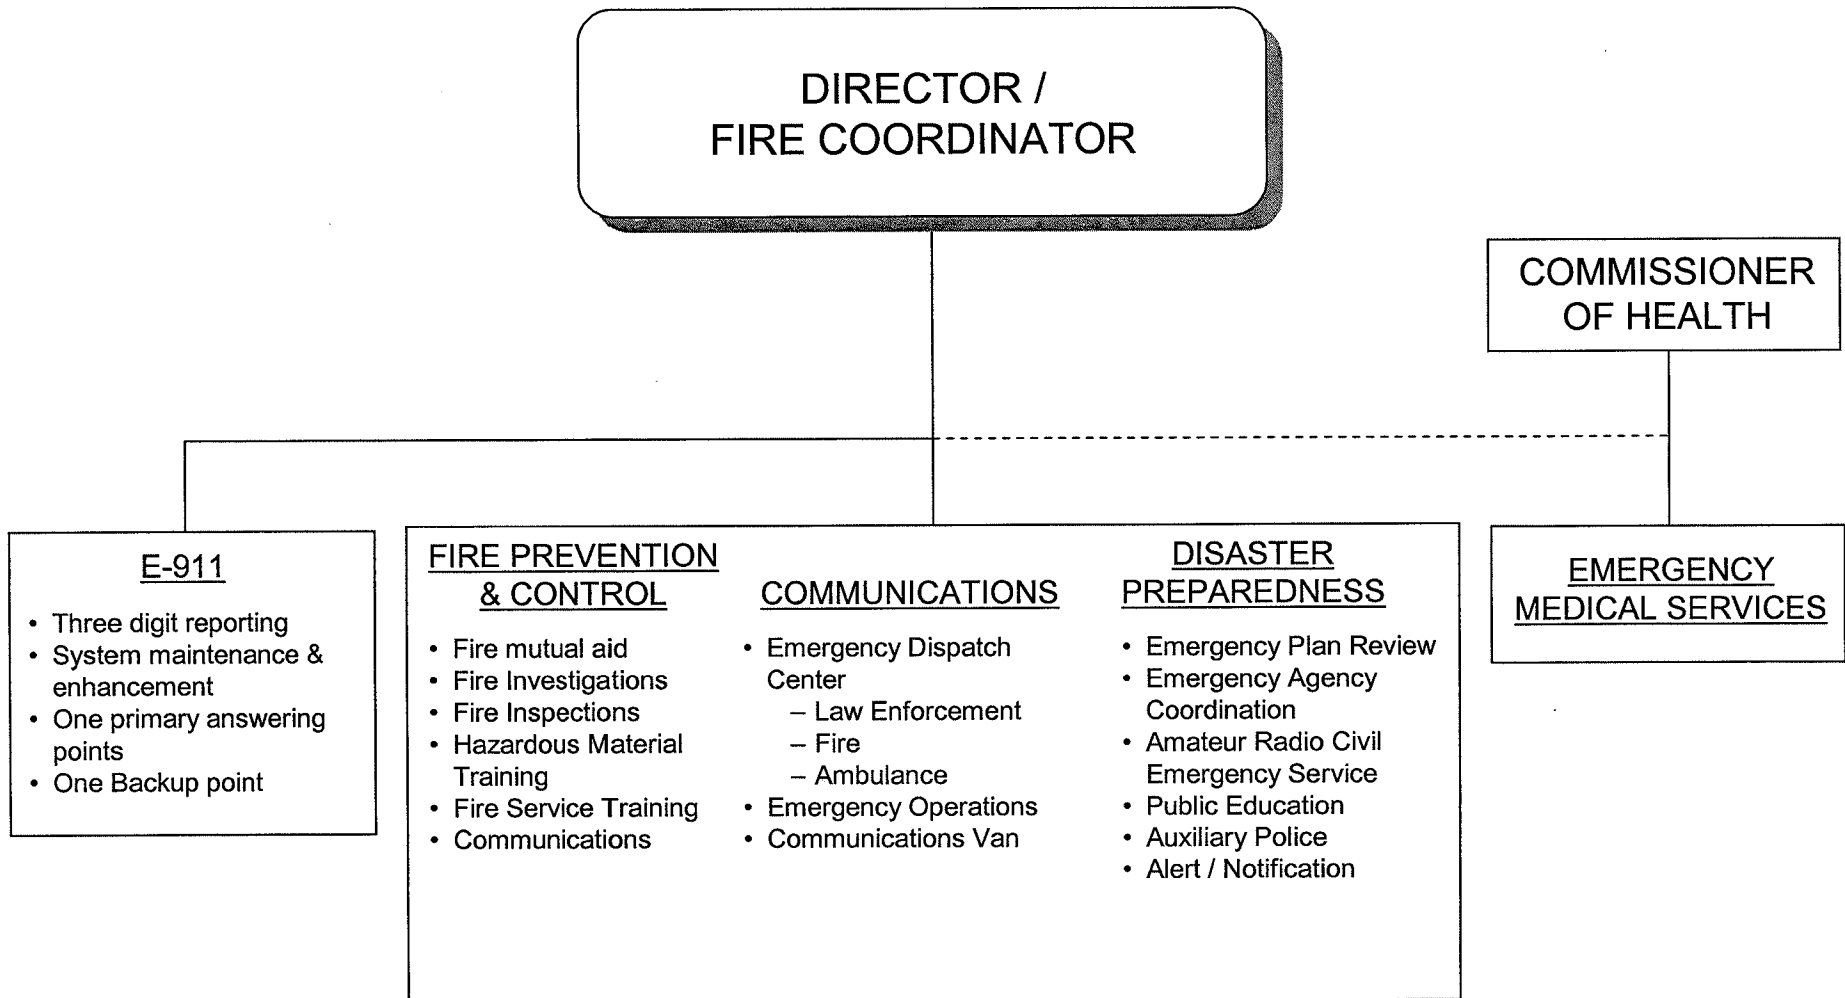 DIRECTOR /
FIRE COORDINATOR
COMMISSIONER
OF HEALTH
E-911
• Three digit reporting
• System maintenance &
enhancement
• One primary answering
points
• One Backup point
FIRE PREVENTION
& CONTROL
• Fire mutual aid
• Fire Investigations
• Fire Inspections
• Hazardous Material
Training
• Fire Service Training
• Communications
COMMUNICATIONS
• Emergency Dispatch
Center
– Law Enforcement
– Fire
– Ambulance
• Emergency Operations
• Communications Van
DISASTER
PREPAREDNESS
• Emergency Plan Review
• Emergency Agency
Coordination
• Amateur Radio Civil
Emergency Service
• Public Education
• Auxiliary Police
• Alert / Notification
EMERGENCY
MEDICAL SERVICES